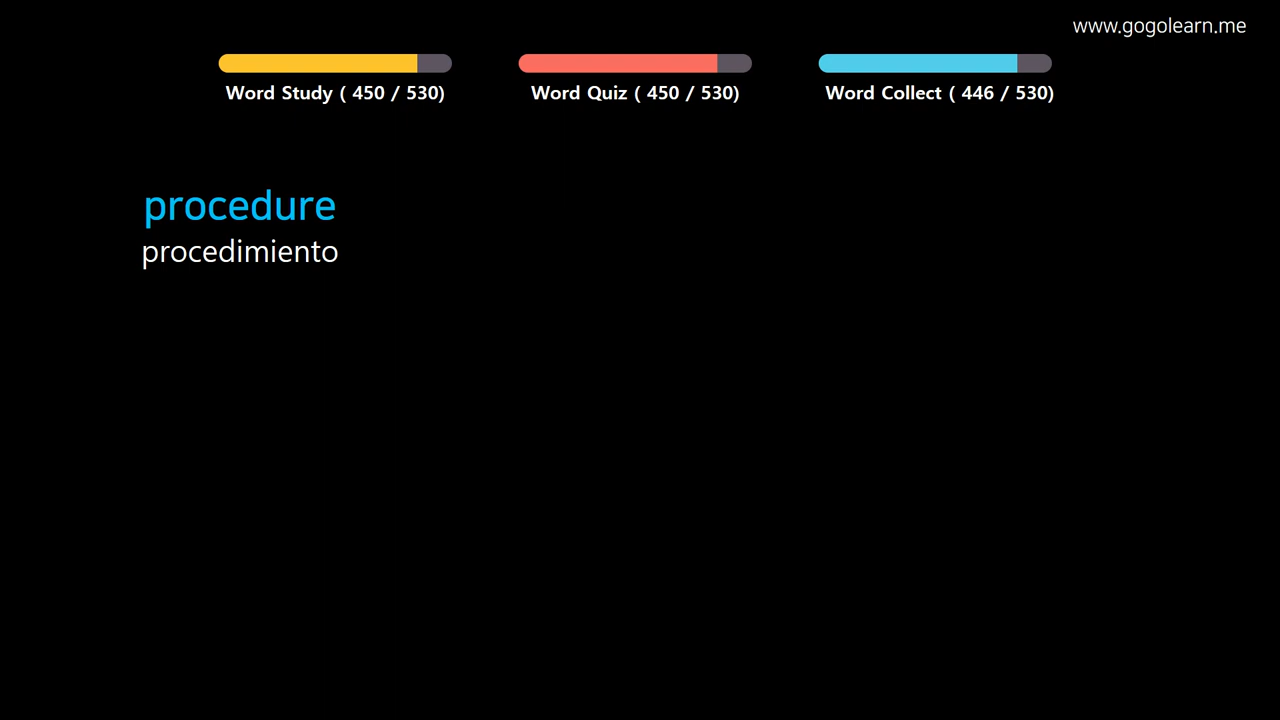 www.gogolearn.me
Word Study ( 450 / 530)
Word Quiz ( 450 / 530)
Word Collect ( 446 / 530)
procedure
procedimiento